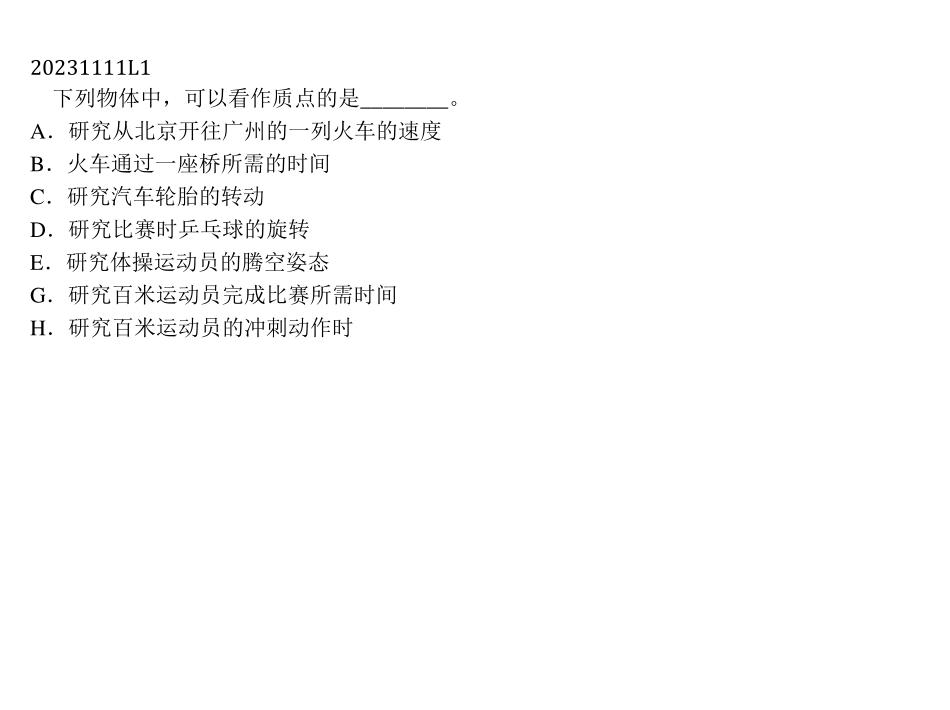 20231111L1
下列物体中，可以看作质点的是________。
A．研究从北京开往广州的一列火车的速度
B．火车通过一座桥所需的时间
C．研究汽车轮胎的转动
D．研究比赛时乒乓球的旋转
E．研究体操运动员的腾空姿态
G．研究百米运动员完成比赛所需时间
H．研究百米运动员的冲刺动作时